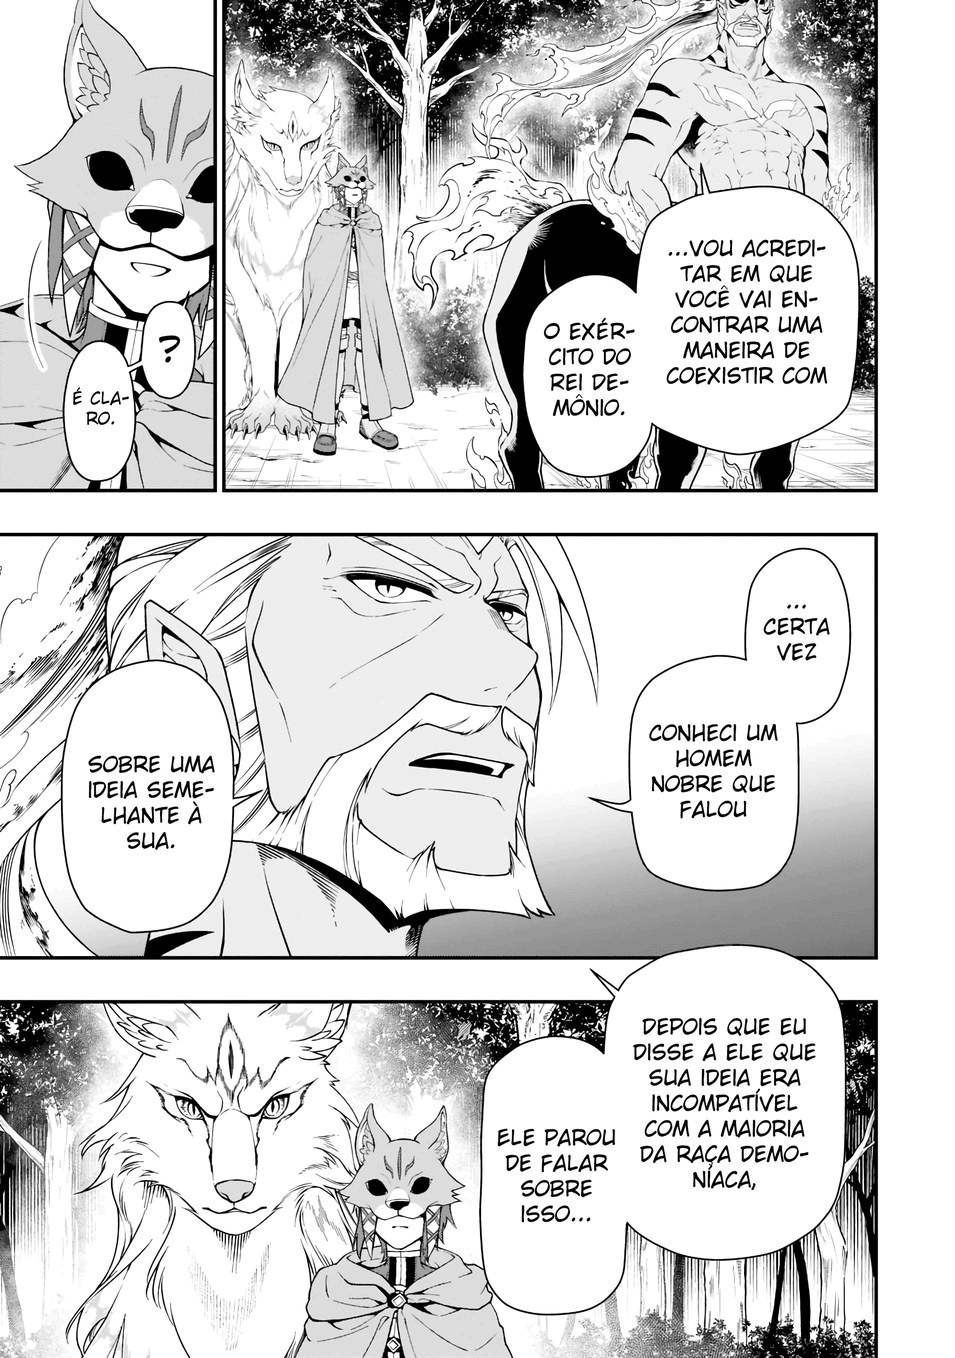 ...VOU ACREDI-
TAR EM QUE
VOCÊ VAI EN-
CONTRAR UMA
MANEIRA DE
COEXISTIR COM
O EXÉR-
CITO DO
REI DE-
MÔNIO.
?
É CLA-
RO.
...
CERTA
VEZ
CONHECI UM
HOMEM
NOBRE QUE
FALOU
SOBRE UMA
IDEIA SEME-
LHANTE À
SUA.
DEPOIS QUE EU
DISSE A ELE QUE
SUA IDEIA ERA
INCOMPATÍVEL
COM A MAIORIA
DA RAÇA DEMO-
NÍACA,
ELE PAROU
DE FALAR
SOBRE
ISSO...